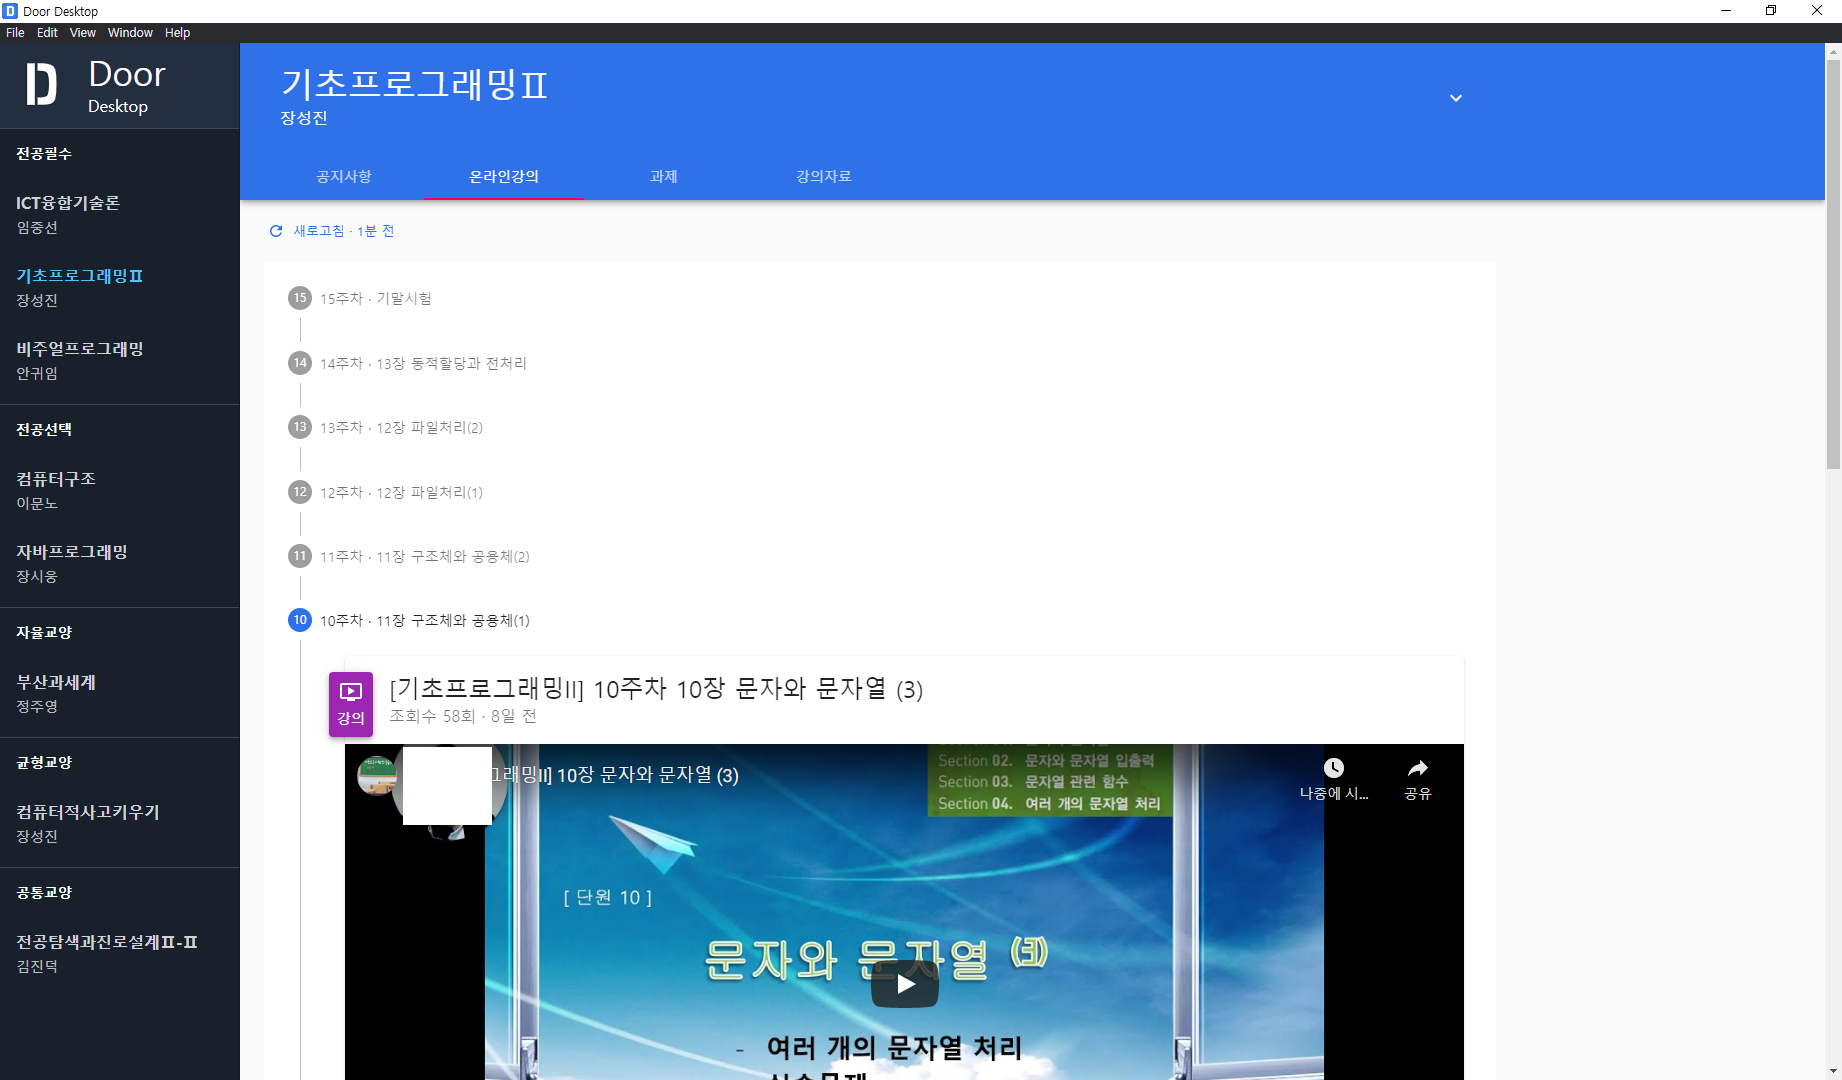 Door Desktop
File Edit View Window Help
D Door
Desktop
전공필수
ICT융합기술론
임중선
기초프로그래밍Ⅱ
장성진
비주얼프로그래밍
안귀임
전공선택
컴퓨터구조
이문노
자바프로그래밍
장시웅
자율교양
부산과세계
정주영
균형교양
컴퓨터적사고키우기
장성진
공통교양
전공탐색과진로설계Ⅱ-Ⅱ
김진덕
기초프로그래밍Ⅱ
장성진
공지사항 온라인강의 과제 강의자료
새로고침 · 1분 전
15 15주차 · 기말시험
14 14주차 · 13장 동적할당과 전처리
13 13주차 · 12장 파일처리(2)
12 12주차 · 12장 파일처리(1)
11 11주차 · 11장 구조체와 공용체(2)
10 10주차 · 11장 구조체와 공용체(1)
강의
[기초프로그래밍II] 10주차 10장 문자와 문자열 (3)
조회수 58회 · 8일 전
그래밍II] 10장 문자와 문자열 (3)
나중에 시... 공유
Section 02. 문자와 문자열 입출력
Section 03. 문자열 관련 함수
Section 04. 여러 개의 문자열 처리
[ 단원 10 ]
문자와 문자열 (3)
- 여러 개의 문자열 처리